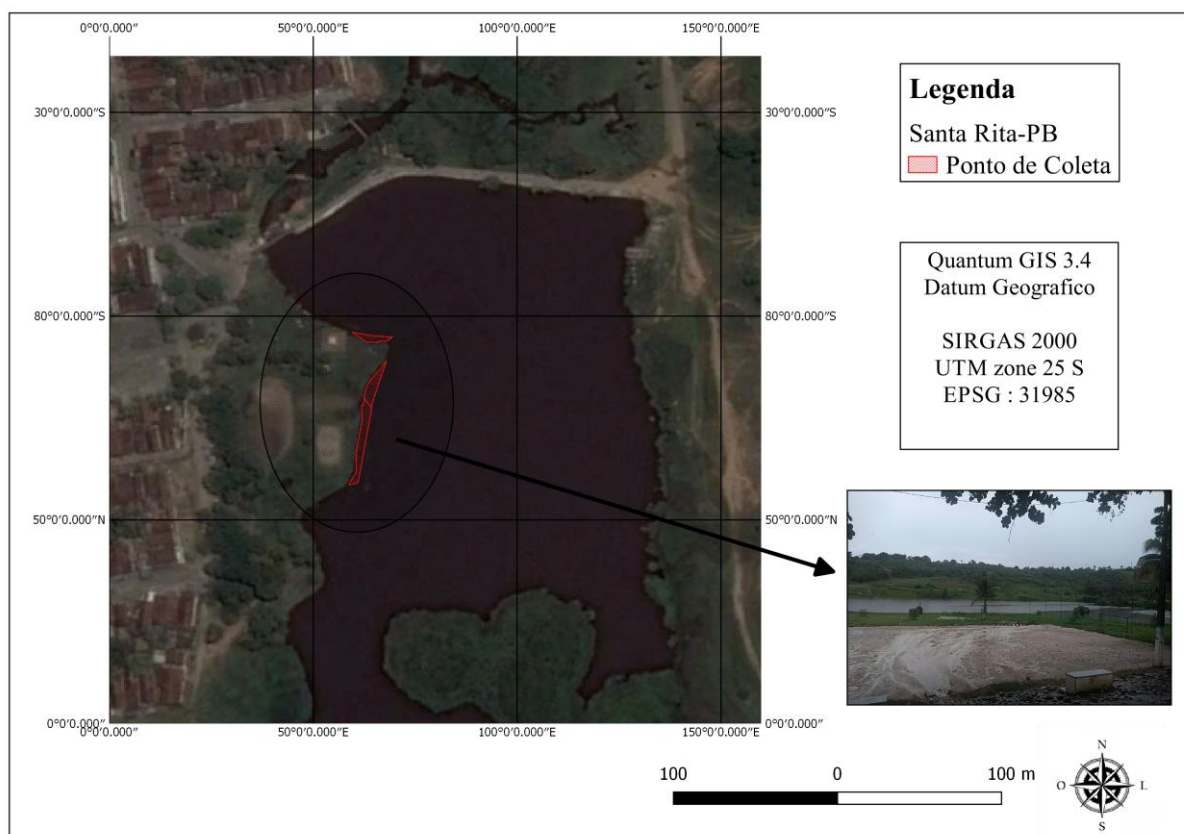 0°0'0.000"
50°0'0.000"E
100°0'0.000"E
150°0'0.000"E
30°0'0.000"S
30°0'0.000"S
80°0'0.000"S
80°0'0.000"S
50°0'0.000"N
50°0'0.000"N
0°0'0.000"
0°0'0.000"
0°0'0.000"
50°0'0.000"E
100°0'0.000"E
150°0'0.000"E
Legenda
Santa Rita-PB
Ponto de Coleta
Quantum GIS 3.4
Datum Geografico
SIRGAS 2000
UTM zone 25 S
EPSG : 31985
100 0 100 m
N
O L
S